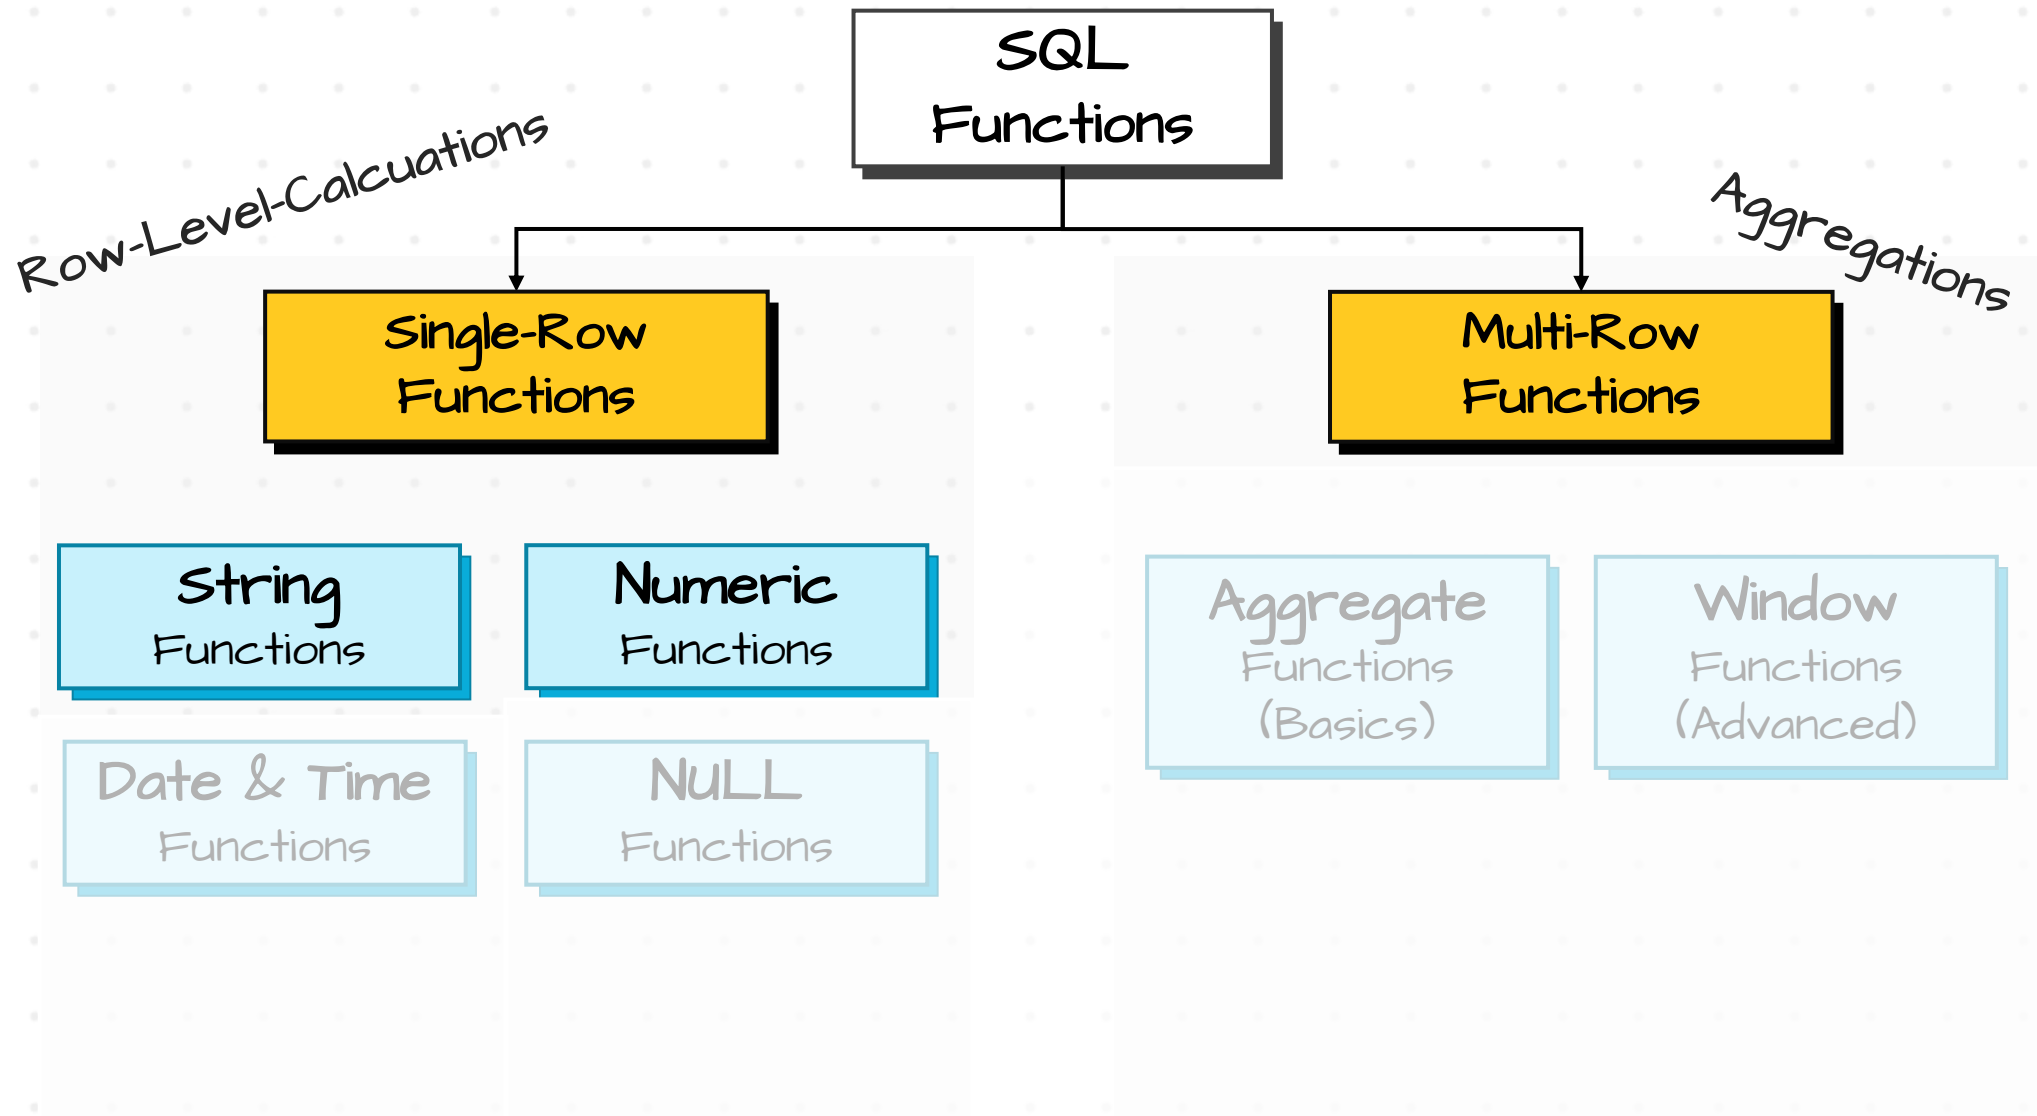 SQL
Functions
Row-Level-Calcuations
Aggregations
Single-Row
Functions
Multi-Row
Functions
String
Functions
Numeric
Functions
Date & Time
Functions
NULL
Functions
Aggregate
Functions
(Basics)
Window
Functions
(Advanced)